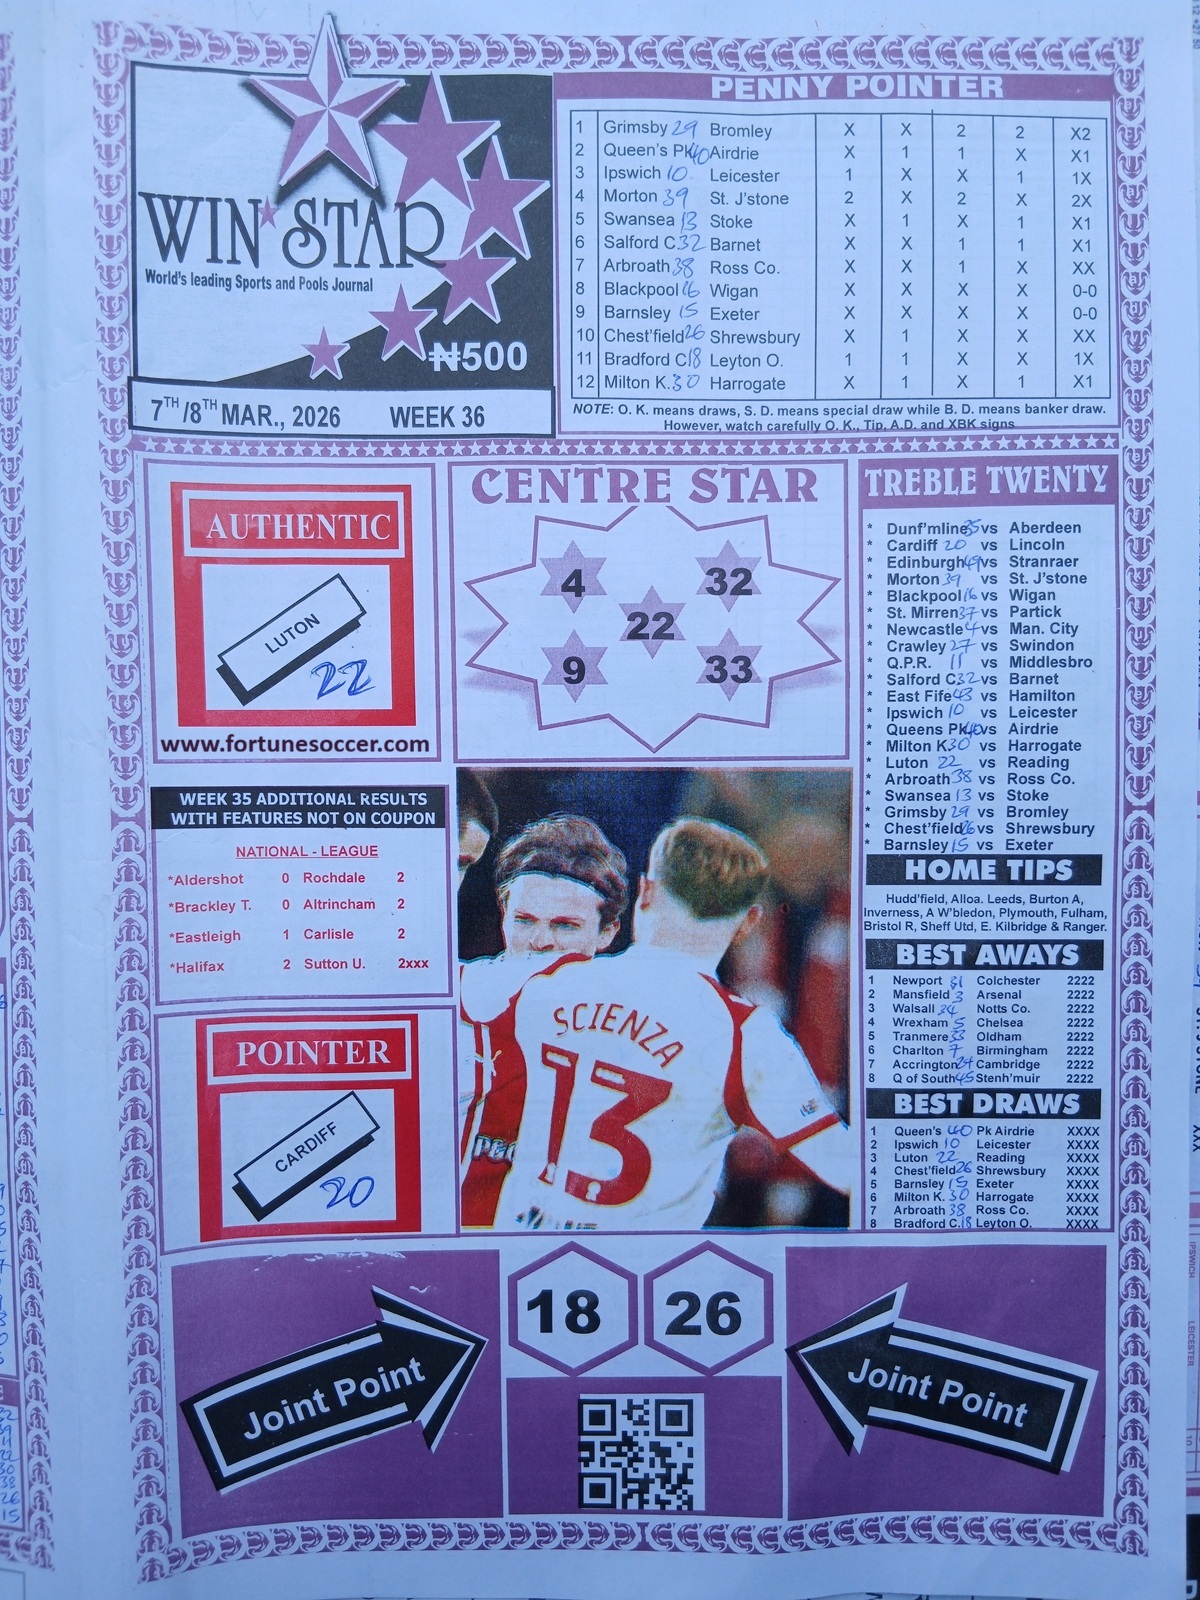 WIN STAR
World's leading Sports and Pools Journal
₦500
7TH /8TH MAR., 2026 WEEK 36
PENNY POINTER
1 Grimsby 29 Bromley X X 2 2 X2
2 Queen's Pk 40 Airdrie X 1 1 X X1
3 Ipswich 10 Leicester 1 X X 1 1X
4 Morton 39 St. J'stone 2 X 2 X 2X
5 Swansea 13 Stoke X 1 X 1 X1
6 Salford C 32 Barnet X X 1 1 X1
7 Arbroath 38 Ross Co. X X 1 X XX
8 Blackpool 16 Wigan X X X X 0-0
9 Barnsley 15 Exeter X X X X 0-0
10 Chest'field 26 Shrewsbury X 1 X X XX
11 Bradford C 18 Leyton O. 1 1 X X 1X
12 Milton K. 30 Harrogate X 1 X 1 X1
NOTE: O. K. means draws, S. D. means special draw while B. D. means banker draw.
However, watch carefully O. K., Tip, A.D. and XBK signs
AUTHENTIC
LUTON
22
www.fortunesoccer.com
CENTRE STAR
4 32
22
9 33
TREBLE TWENTY
* Dunf'mline 35 vs Aberdeen
* Cardiff 20 vs Lincoln
* Edinburgh 49 vs Stranraer
* Morton 39 vs St. J'stone
* Blackpool 16 vs Wigan
* St. Mirren 37 vs Partick
* Newcastle 4 vs Man. City
* Crawley 27 vs Swindon
* Q.P.R. 11 vs Middlesbro
* Salford C 32 vs Barnet
* East Fife 43 vs Hamilton
* Ipswich 10 vs Leicester
* Queens Pk 40 vs Airdrie
* Milton K 30 vs Harrogate
* Luton 22 vs Reading
* Arbroath 38 vs Ross Co.
* Swansea 13 vs Stoke
* Grimsby 29 vs Bromley
* Chest'field 26 vs Shrewsbury
* Barnsley 15 vs Exeter
HOME TIPS
Hudd'field, Alloa. Leeds, Burton A,
Inverness, A W'bledon, Plymouth, Fulham,
Bristol R, Sheff Utd, E. Kilbridge & Ranger.
BEST AWAYS
1 Newport 31 Colchester 2222
2 Mansfield 3 Arsenal 2222
3 Walsall 34 Notts Co. 2222
4 Wrexham 5 Chelsea 2222
5 Tranmere 33 Oldham 2222
6 Charlton 7 Birmingham 2222
7 Accrington 24 Cambridge 2222
8 Q of South 45 Stenh'muir 2222
BEST DRAWS
1 Queen's 40 Pk Airdrie XXXX
2 Ipswich 10 Leicester XXXX
3 Luton 22 Reading XXXX
4 Chest'field 26 Shrewsbury XXXX
5 Barnsley 15 Exeter XXXX
6 Milton K. 30 Harrogate XXXX
7 Arbroath 38 Ross Co. XXXX
8 Bradford C. 18 Leyton O. XXXX
WEEK 35 ADDITIONAL RESULTS
WITH FEATURES NOT ON COUPON
NATIONAL - LEAGUE
*Aldershot 0 Rochdale 2
*Brackley T. 0 Altrincham 2
*Eastleigh 1 Carlisle 2
*Halifax 2 Sutton U. 2xxx
POINTER
CARDIFF
20
SCIENZA
13
Joint Point
18 26
Joint Point